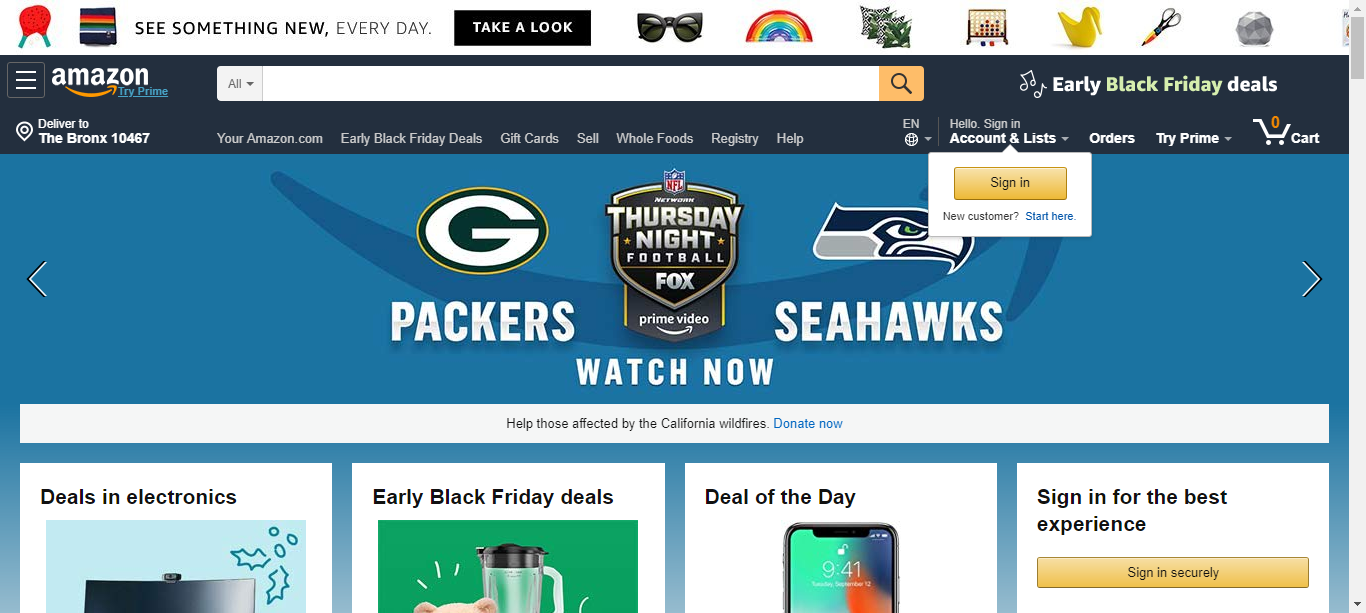 SEE SOMETHING NEW, EVERY DAY.
TAKE A LOOK
amazon
Try Prime
All
Early Black Friday deals
Deliver to
The Bronx 10467
Your Amazon.com
Early Black Friday Deals
Gift Cards
Sell
Whole Foods
Registry
Help
EN
Hello. Sign in
Account & Lists
Orders
Try Prime
0
Cart
Sign in
New customer? Start here.
NFL
NETWORK
THURSDAY
NIGHT
FOOTBALL
FOX
prime video
G
PACKERS
SEAHAWKS
WATCH NOW
Help those affected by the California wildfires. Donate now
Deals in electronics
Early Black Friday deals
Deal of the Day
9:41
Tuesday, September 12
Sign in for the best
experience
Sign in securely